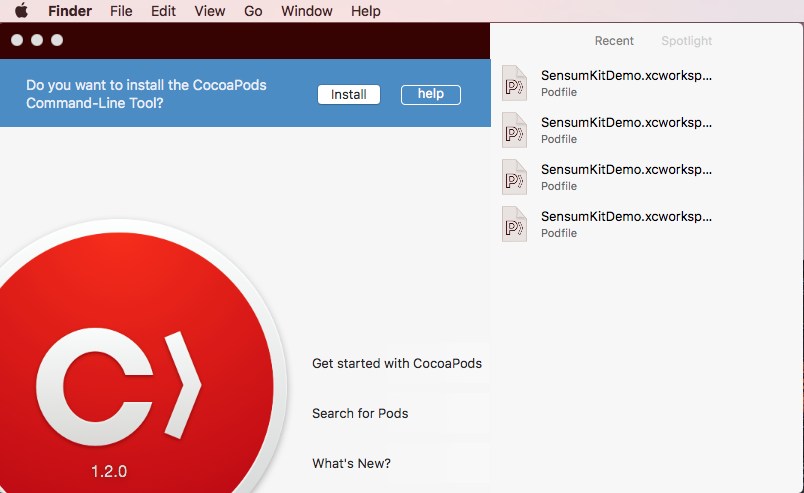 Finder File Edit View Go Window Help
Recent Spotlight
Do you want to install the CocoaPods
Command-Line Tool?
Install
help
SensumKitDemo.xcworksp...
Podfile
SensumKitDemo.xcworksp...
Podfile
SensumKitDemo.xcworksp...
Podfile
SensumKitDemo.xcworksp...
Podfile
1.2.0
Get started with CocoaPods
Search for Pods
What's New?